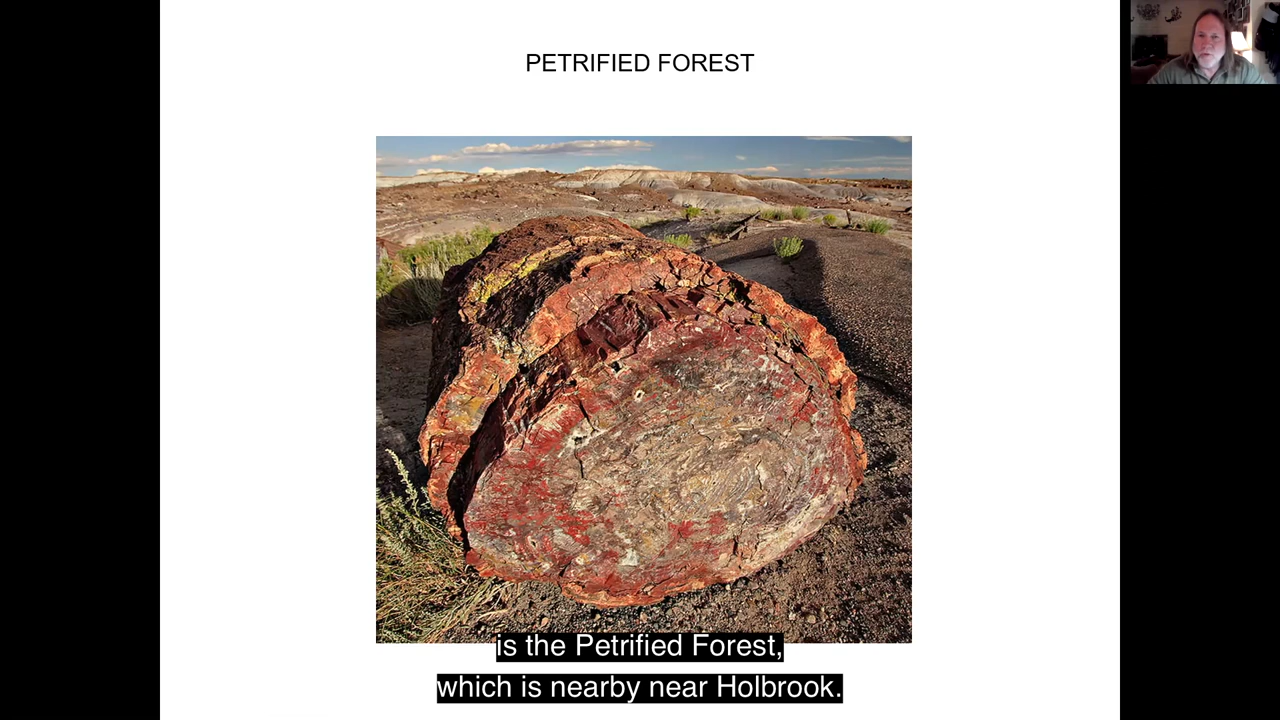 PETRIFIED FOREST
is the Petrified Forest,
which is nearby near Holbrook.